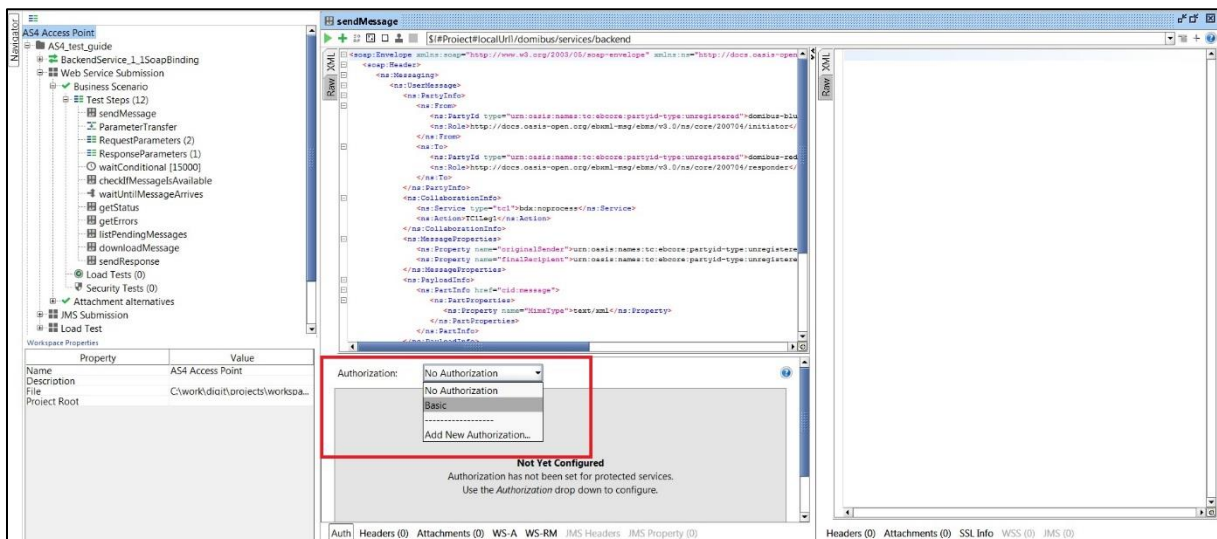 Navigator
AS4 Access Point
AS4_test_guide
BackendService_1_1SoapBinding
Web Service Submission
Business Scenario
Test Steps (12)
sendMessage
ParameterTransfer
RequestParameters (2)
ResponseParameters (1)
waitConditional [15000]
checkIfMessageIsAvailable
waitUntilMessageArrives
getStatus
getErrors
listPendingMessages
downloadMessage
sendResponse
Load Tests (0)
Security Tests (0)
Attachment alternatives
JMS Submission
Load Test
Workspace Properties
Property Value
Name AS4 Access Point
Description
File C:\work\digit\projects\workspa...
Project Root
sendMessage
${#Project#localUrl}/domibus/services/backend
XML
Raw
<soap:Envelope xmlns:soap="http://www.w3.org/2003/05/soap-envelope" xmlns:ns="http://docs.oasis-open
<soap:Header>
<ns:Messaging>
<ns:UserMessage>
<ns:PartyInfo>
<ns:From>
<ns:PartyId type="urn:oasis:names:tc:ebcore:partyid-type:unregistered">domibus-blu
<ns:Role>http://docs.oasis-open.org/ebxml-msg/ebms/v3.0/ns/core/200704/initiator</
</ns:From>
<ns:To>
<ns:PartyId type="urn:oasis:names:tc:ebcore:partyid-type:unregistered">domibus-red
<ns:Role>http://docs.oasis-open.org/ebxml-msg/ebms/v3.0/ns/core/200704/responder</
</ns:To>
</ns:PartyInfo>
<ns:CollaborationInfo>
<ns:Service type="tc1">bdx:noprocess</ns:Service>
<ns:Action>TC1Leg1</ns:Action>
</ns:CollaborationInfo>
<ns:MessageProperties>
<ns:Property name="originalSender">urn:oasis:names:tc:ebcore:partyid-type:unregistere
<ns:Property name="finalRecipient">urn:oasis:names:tc:ebcore:partyid-type:unregistere
</ns:MessageProperties>
<ns:PayloadInfo>
<ns:PartInfo href="cid:message">
<ns:PartProperties>
<ns:Property name="MimeType">text/xml</ns:Property>
</ns:PartProperties>
</ns:PartInfo>
</ns:PayloadInfo>
Authorization: No Authorization
No Authorization
Basic
------------------
Add New Authorization...
Not Yet Configured
Authorization has not been set for protected services.
Use the Authorization drop down to configure.
Auth Headers (0) Attachments (0) WS-A WS-RM JMS Headers JMS Property (0)
XML
Raw
Headers (0) Attachments (0) SSL Info WSS (0) JMS (0)